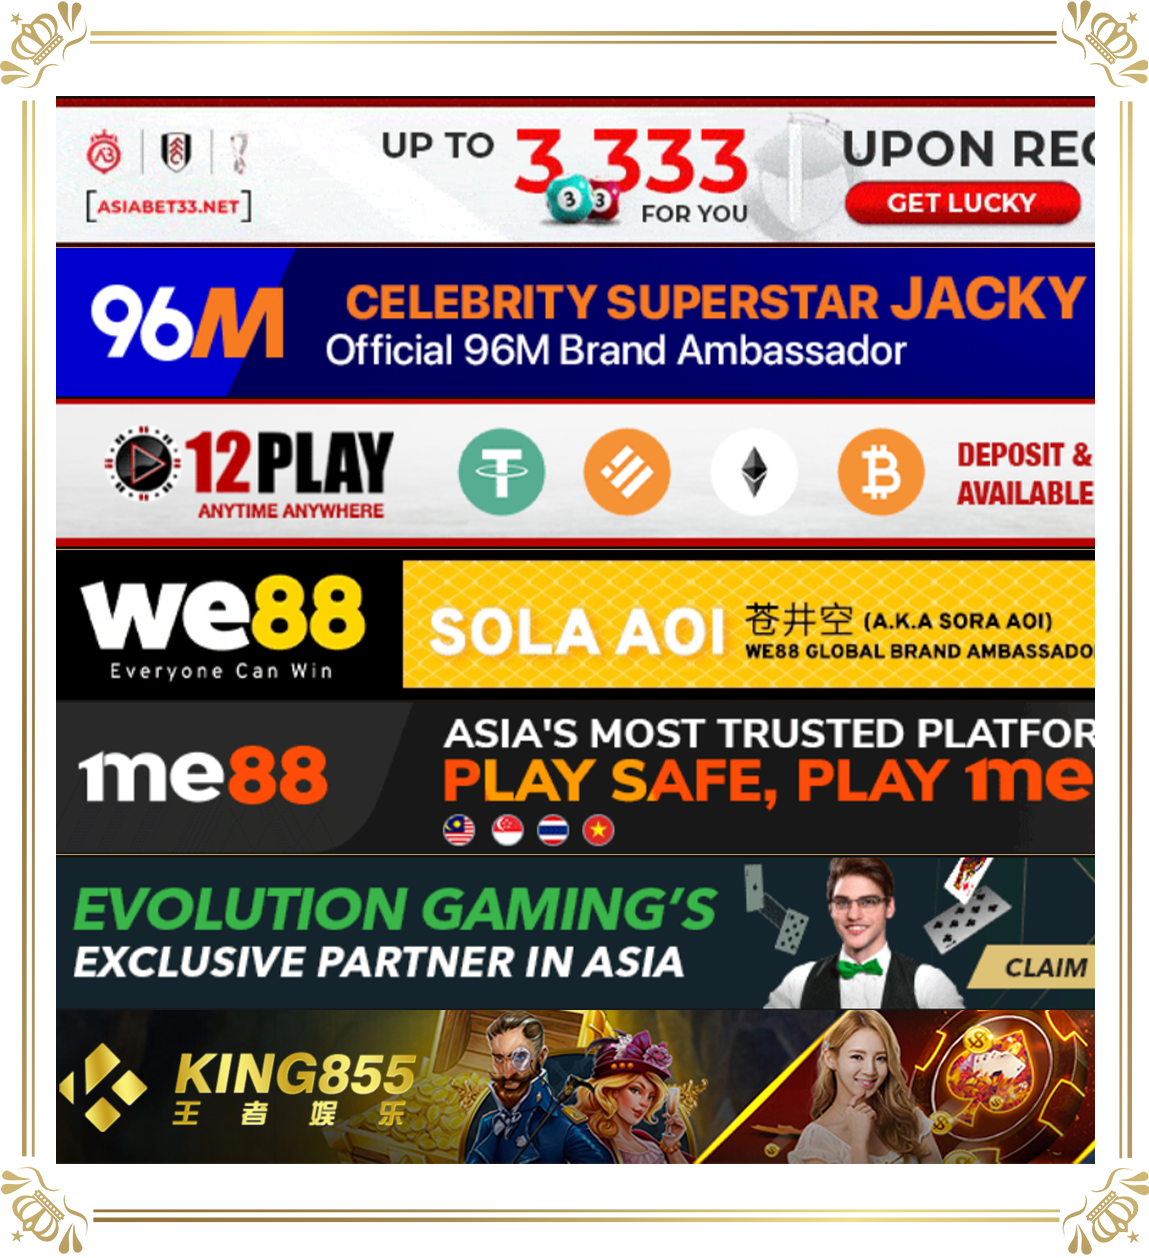 UP TO 3,333
FOR YOU
33
UPON REC
GET LUCKY
[ASIABET33.NET]
96M
CELEBRITY SUPERSTAR JACKY
Official 96M Brand Ambassador
12PLAY
ANYTIME ANYWHERE
DEPOSIT &
AVAILABLE
we88
Everyone Can Win
SOLA AOI 苍井空 (A.K.A SORA AOI)
WE88 GLOBAL BRAND AMBASSADO
me88
ASIA'S MOST TRUSTED PLATFOR
PLAY SAFE, PLAY me
EVOLUTION GAMING'S
EXCLUSIVE PARTNER IN ASIA
CLAIM
KING855
王者娱乐